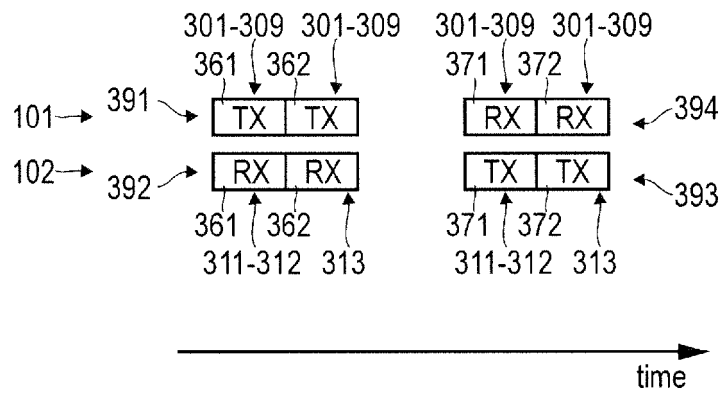 301-309 301-309 301-309 301-309
361 362 371 372
101 391 TX TX RX RX 394
102 392 RX RX TX TX 393
361 362 371 372
311-312 313 311-312 313
time